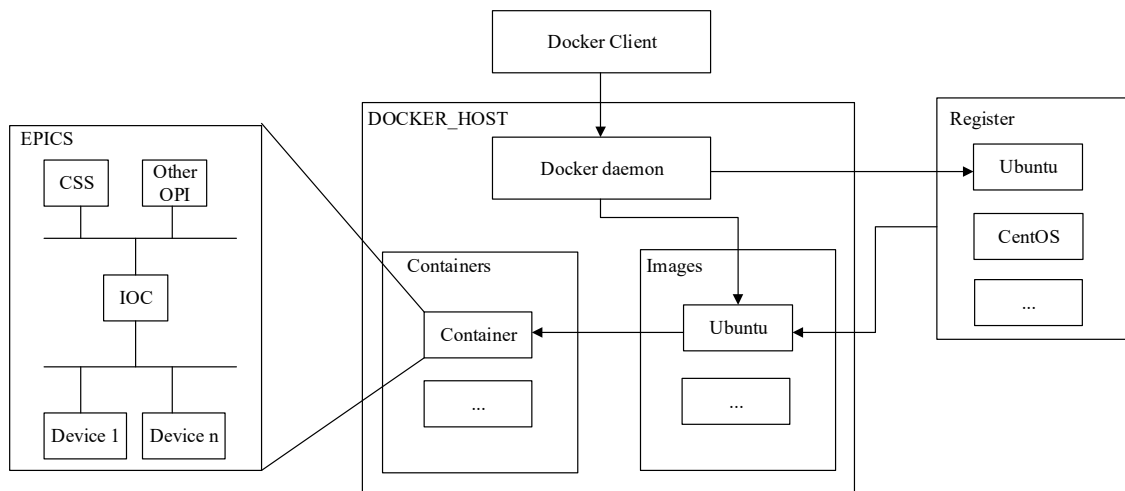 Docker Client
DOCKER_HOST
Docker daemon
Register
Ubuntu
CentOS
...
EPICS
CSS
Other
OPI
IOC
Device 1
Device n
Containers
Container
...
Images
Ubuntu
...